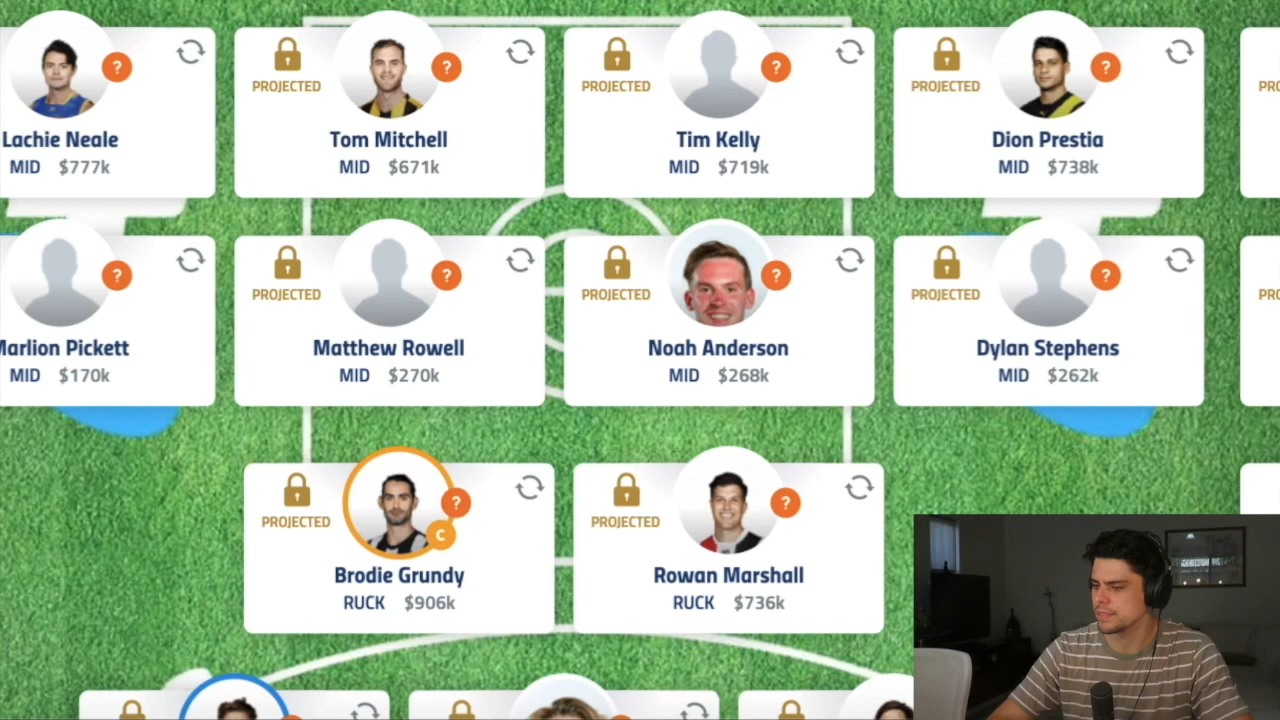 ? PROJECTED ? PROJECTED ? PROJECTED ?
Lachie Neale Tom Mitchell Tim Kelly Dion Prestia
MID $777k MID $671k MID $719k MID $738k
? PROJECTED ? PROJECTED ? PROJECTED ?
Marlion Pickett Matthew Rowell Noah Anderson Dylan Stephens
MID $170k MID $270k MID $268k MID $262k
PROJECTED ? C PROJECTED ?
Brodie Grundy Rowan Marshall
RUCK $906k RUCK $736k